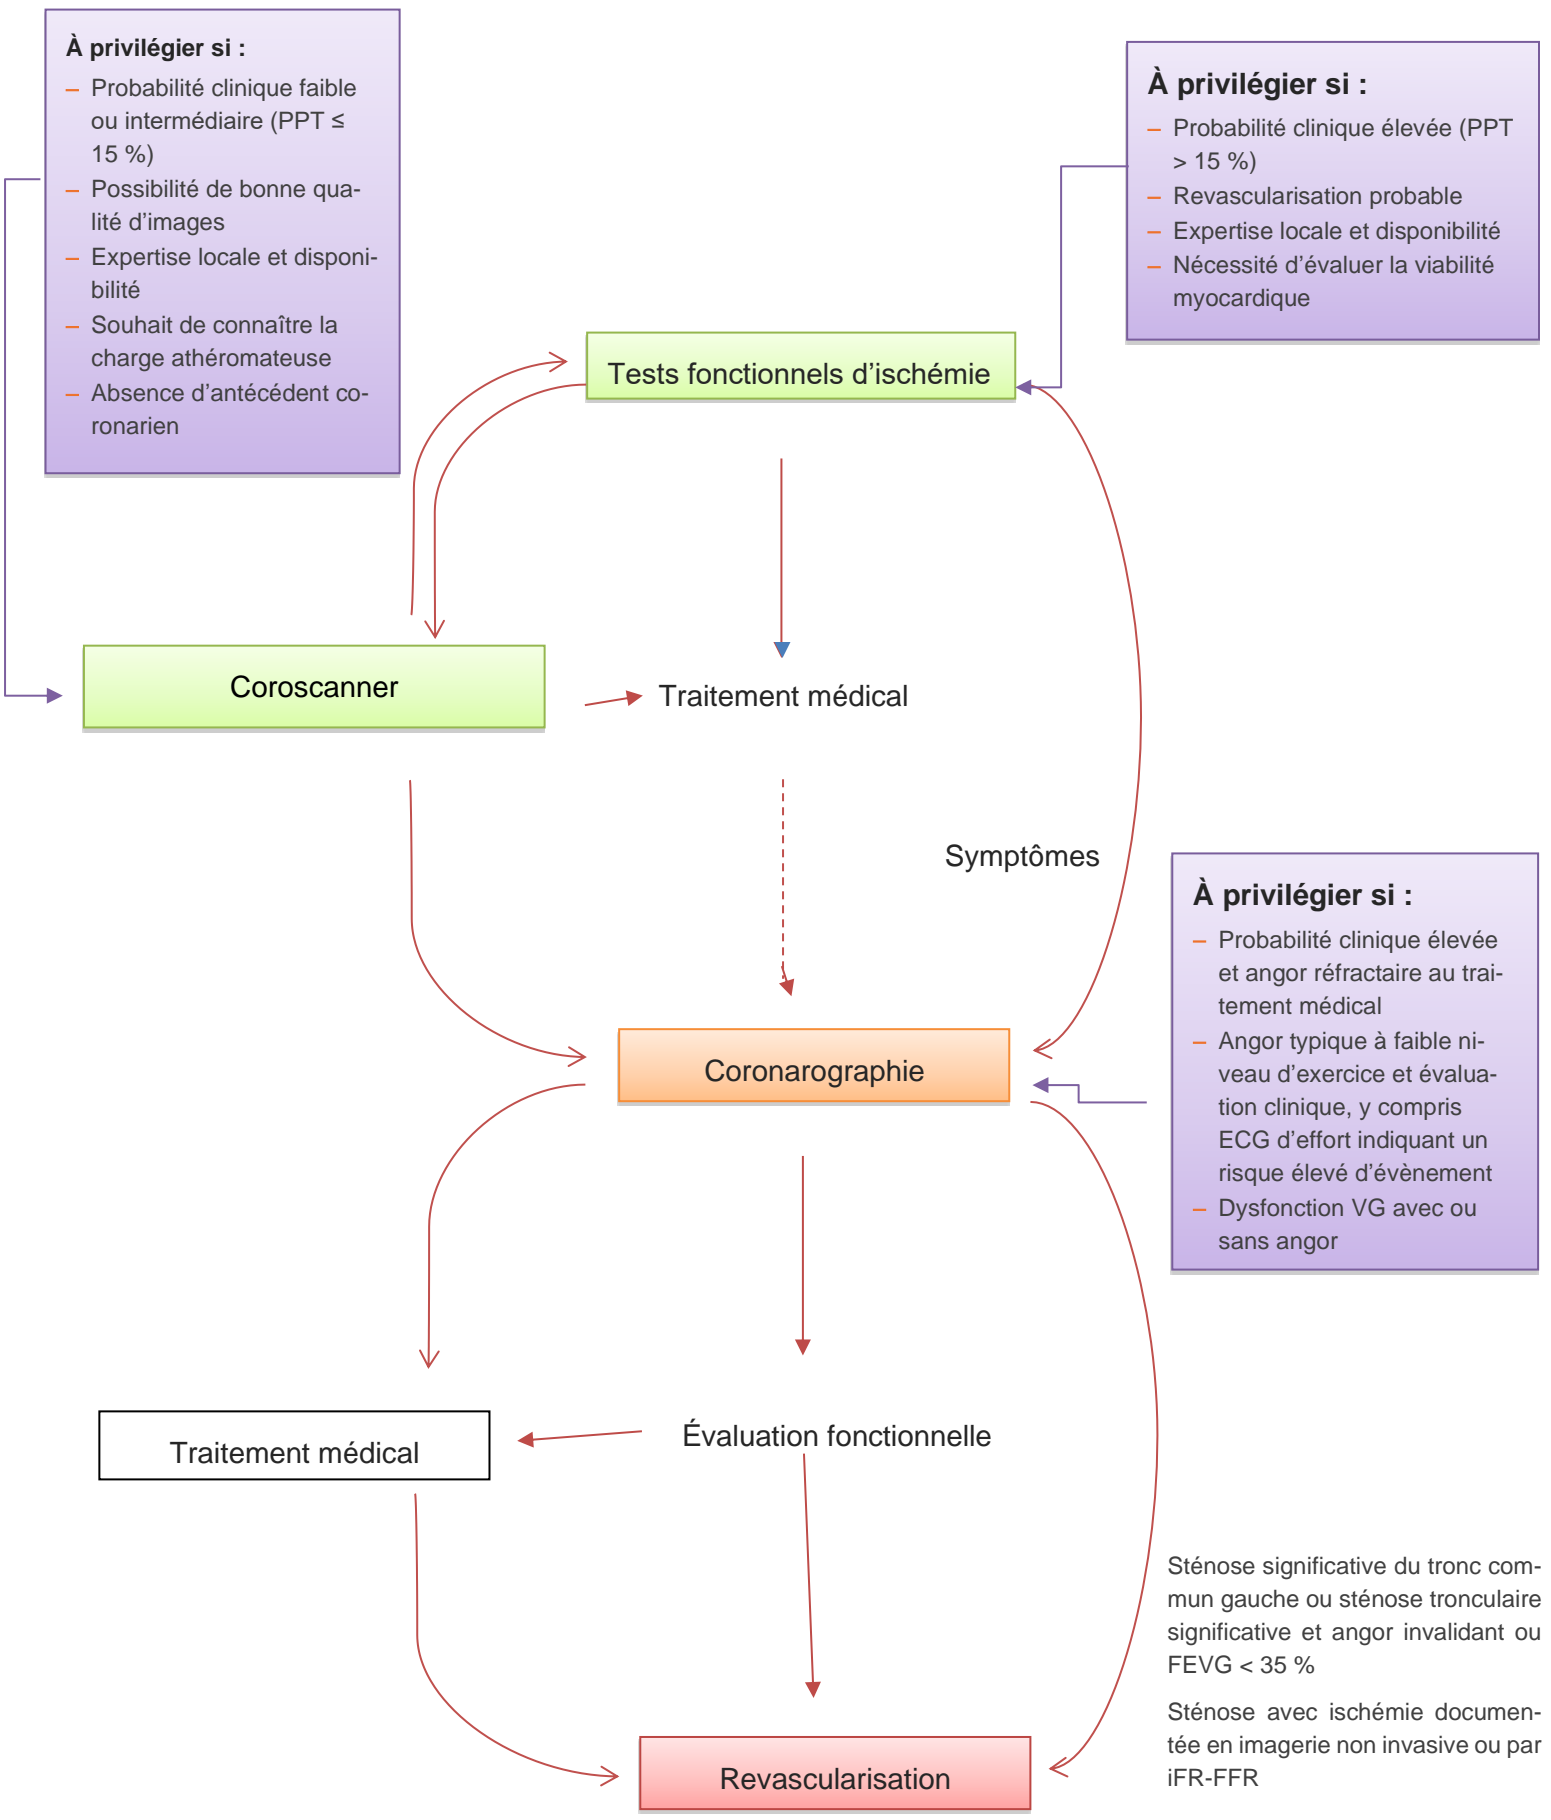 À privilégier si :
– Probabilité clinique faible
ou intermédiaire (PPT ≤
15 %)
– Possibilité de bonne qua-
lité d’images
– Expertise locale et disponi-
bilité
– Souhait de connaître la
charge athéromateuse
– Absence d’antécédent co-
ronarien
À privilégier si :
– Probabilité clinique élevée (PPT
> 15 %)
– Revascularisation probable
– Expertise locale et disponibilité
– Nécessité d’évaluer la viabilité
myocardique
Tests fonctionnels d’ischémie
Coroscanner
Traitement médical
Symptômes
À privilégier si :
– Probabilité clinique élevée
et angor réfractaire au trai-
tement médical
– Angor typique à faible ni-
veau d’exercice et évalua-
tion clinique, y compris
ECG d’effort indiquant un
risque élevé d’évènement
– Dysfonction VG avec ou
sans angor
Coronarographie
Traitement médical
Évaluation fonctionnelle
Sténose significative du tronc com-
mun gauche ou sténose tronculaire
significative et angor invalidant ou
FEVG < 35 %
Sténose avec ischémie documen-
tée en imagerie non invasive ou par
iFR-FFR
Revascularisation